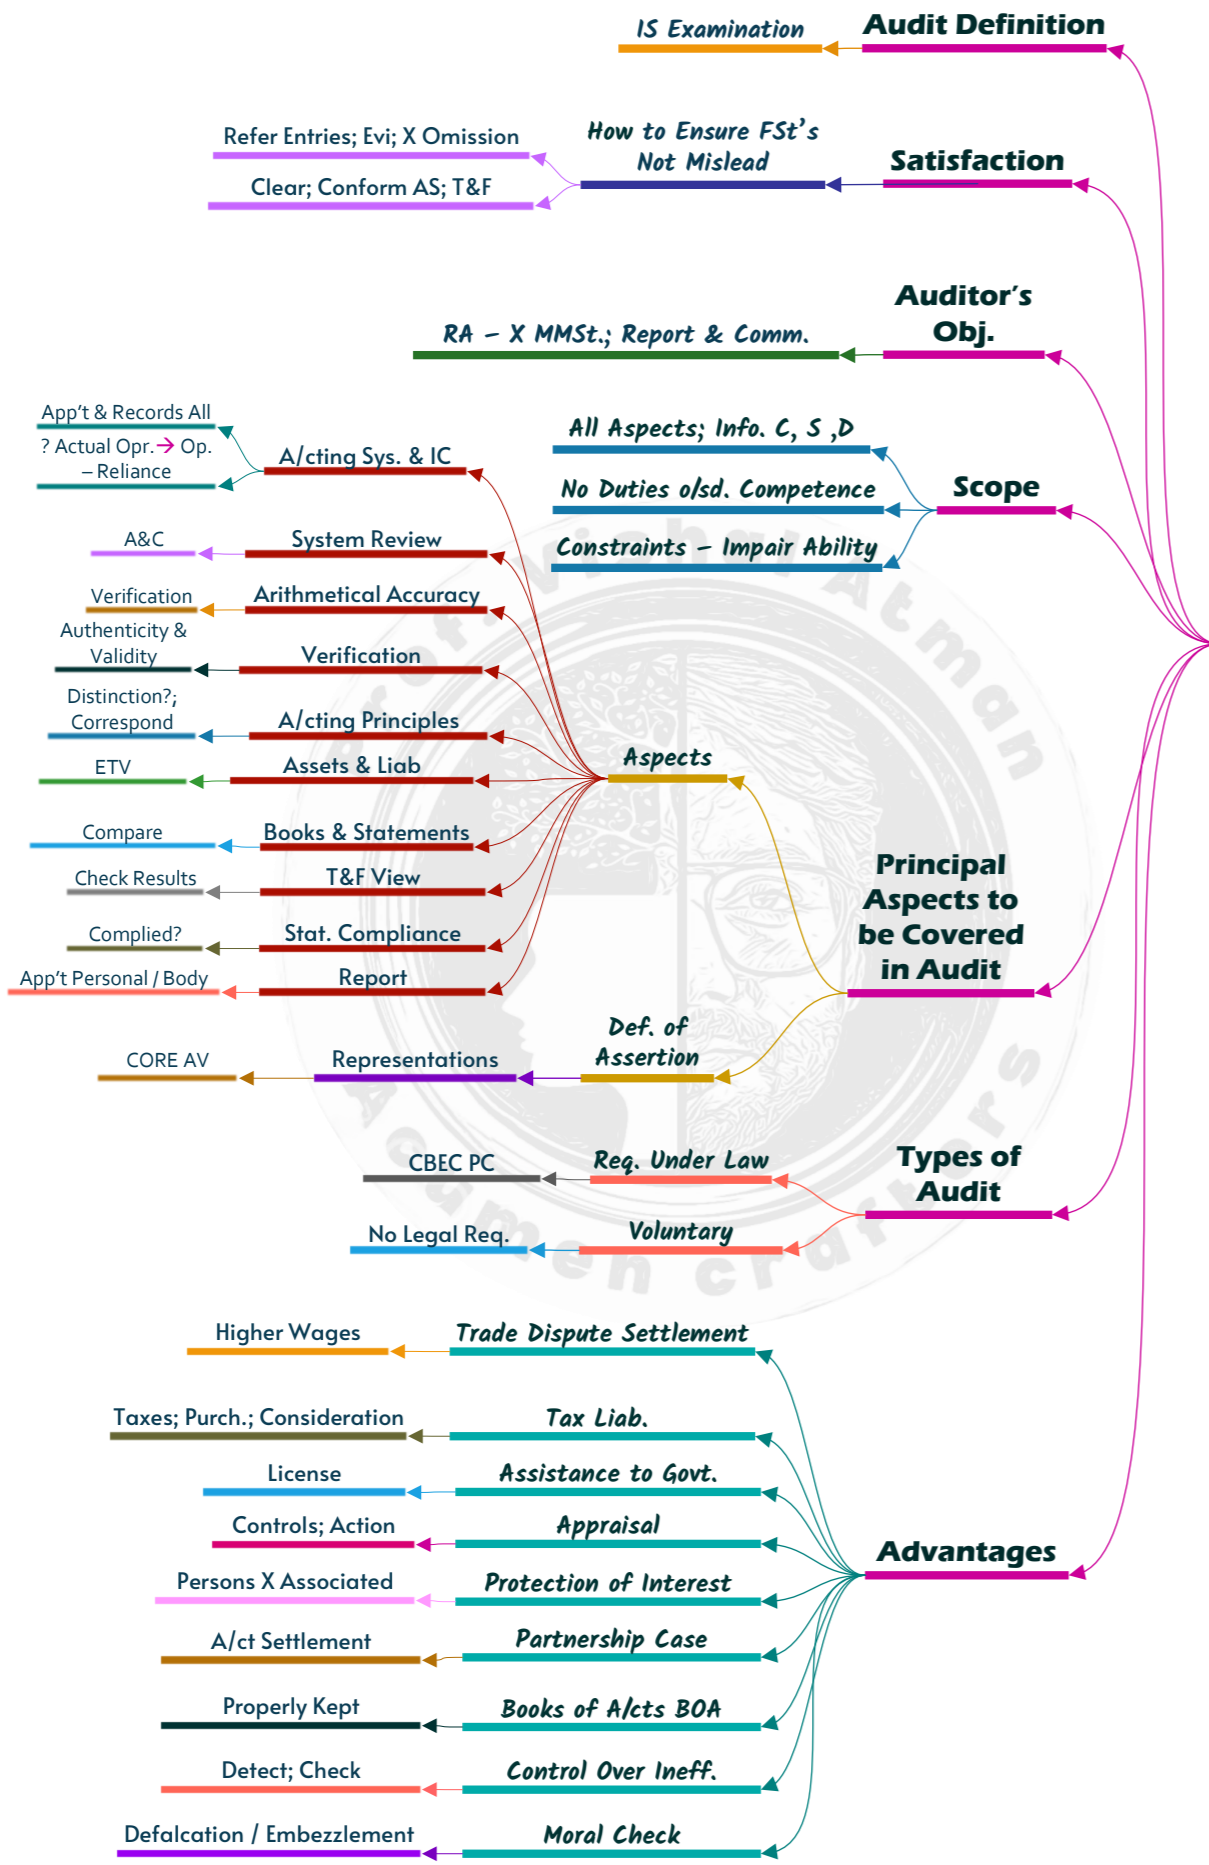 Audit Definition
IS Examination
Satisfaction
How to Ensure FSt's
Not Mislead
Refer Entries; Evi; X Omission
Clear; Conform AS; T&F
Auditor's
Obj.
RA – X MMSt.; Report & Comm.
Scope
All Aspects; Info. C, S ,D
No Duties o/sd. Competence
Constraints – Impair Ability
Principal
Aspects to
be Covered
in Audit
Aspects
A/cting Sys. & IC
App't & Records All
? Actual Opr.→ Op.
– Reliance
System Review
A&C
Arithmetical Accuracy
Verification
Verification
Authenticity &
Validity
A/cting Principles
Distinction?;
Correspond
Assets & Liab
ETV
Books & Statements
Compare
T&F View
Check Results
Stat. Compliance
Complied?
Report
App't Personal / Body
Def. of
Assertion
Representations
CORE AV
Types of
Audit
Req. Under Law
CBEC PC
Voluntary
No Legal Req.
Advantages
Trade Dispute Settlement
Higher Wages
Tax Liab.
Taxes; Purch.; Consideration
Assistance to Govt.
License
Appraisal
Controls; Action
Protection of Interest
Persons X Associated
Partnership Case
A/ct Settlement
Books of A/cts BOA
Properly Kept
Control Over Ineff.
Detect; Check
Moral Check
Defalcation / Embezzlement
Prof. Vishal Atman
Acumen crafters